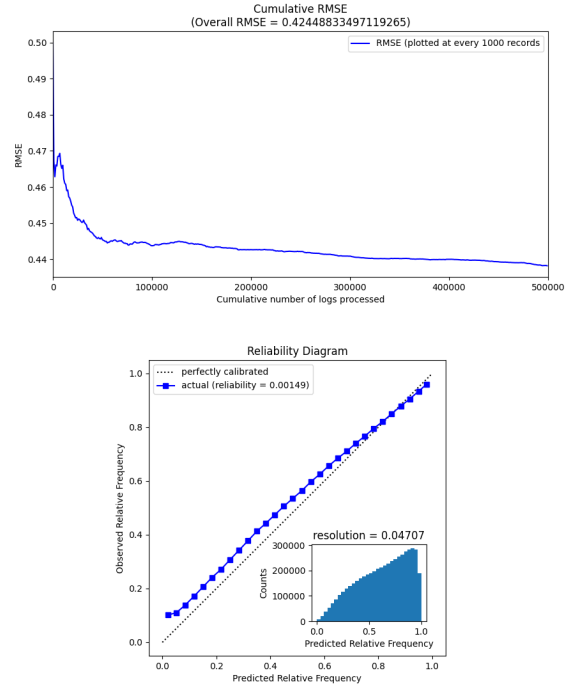 Cumulative RMSE
(Overall RMSE = 0.42448833497119265)
RMSE (plotted at every 1000 records
0.50
0.49
0.48
0.47
0.46
0.45
0.44
RMSE
0
100000
200000
300000
400000
500000
Cumulative number of logs processed
Reliability Diagram
perfectly calibrated
actual (reliability = 0.00149)
1.0
0.8
0.6
0.4
0.2
0.0
Observed Relative Frequency
resolution = 0.04707
300000
200000
100000
0
Counts
0.0
0.5
1.0
Predicted Relative Frequency
0.0
0.2
0.4
0.6
0.8
1.0
Predicted Relative Frequency